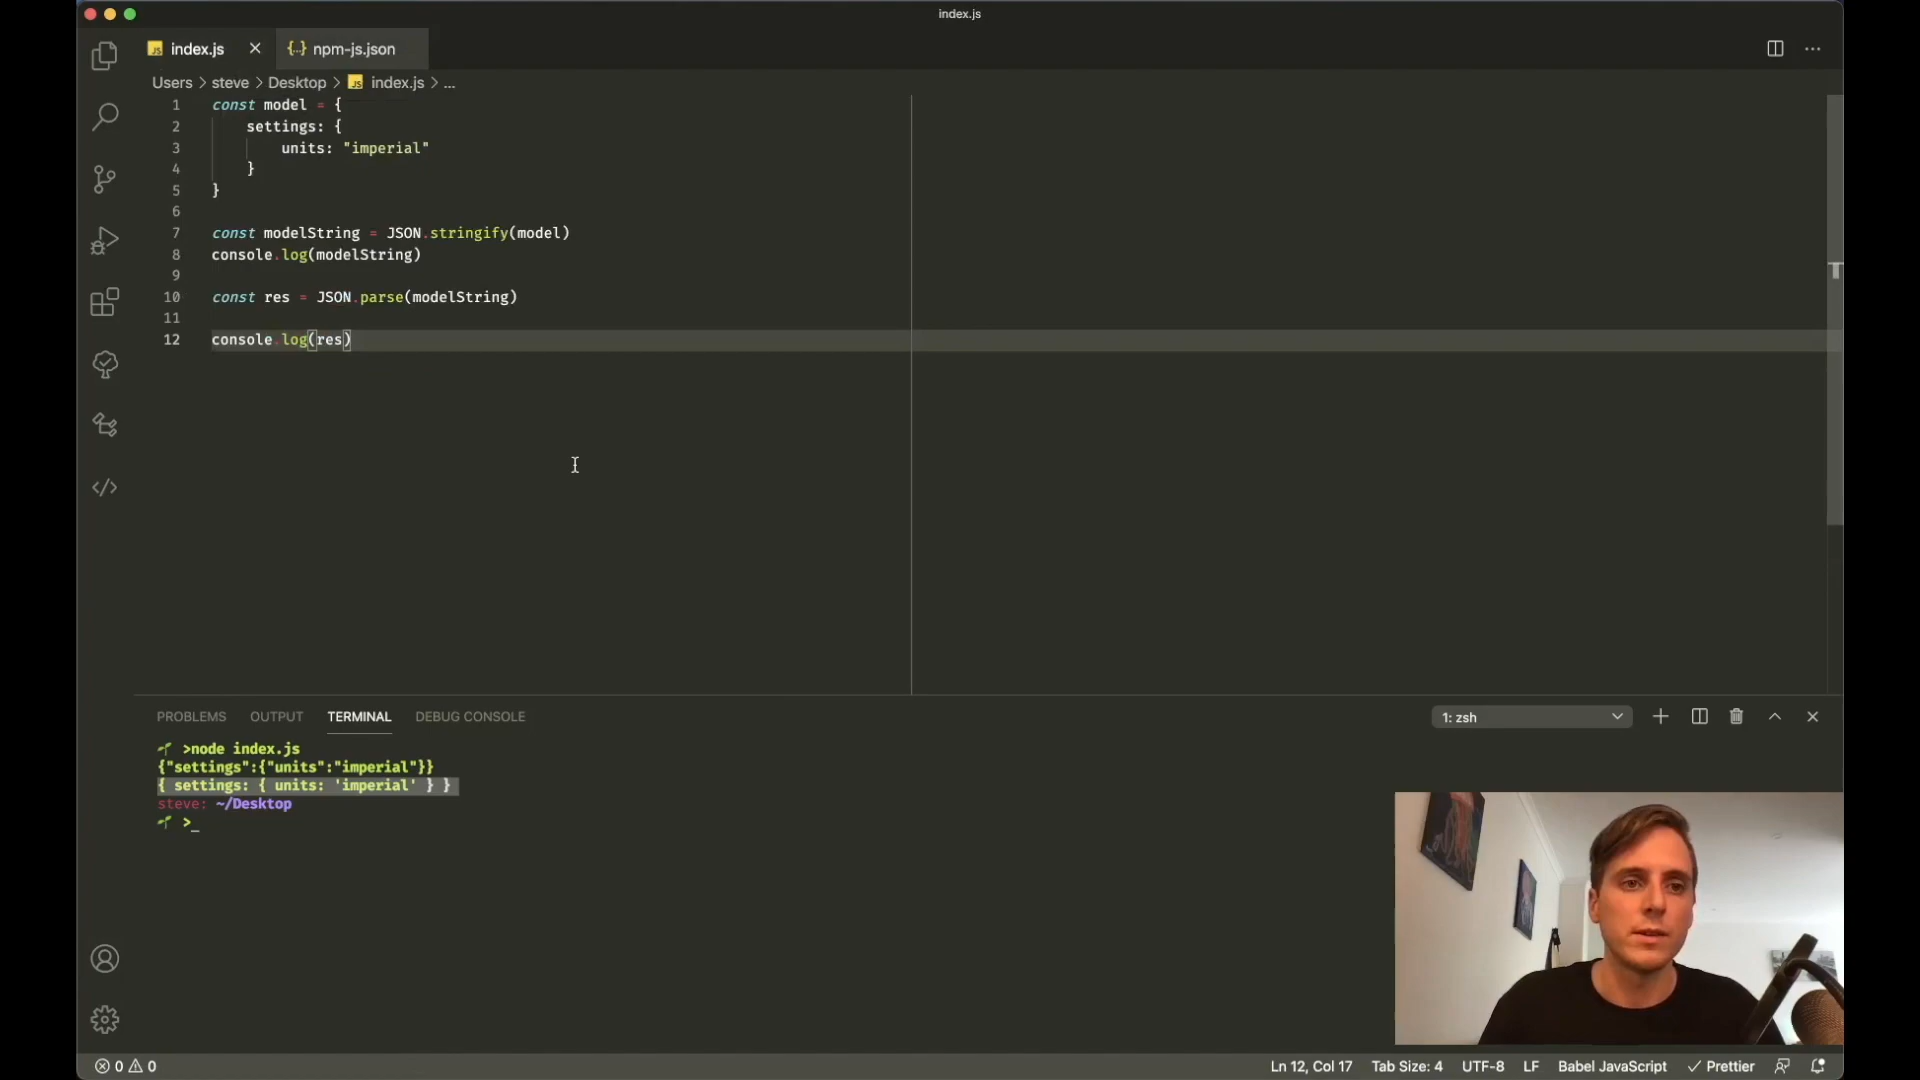 index.js
JS index.js
{..} npm-js.json
Users > steve > Desktop > JS index.js > ...
1 const model = {
2 settings: {
3 units: "imperial"
4 }
5 }
6
7 const modelString = JSON.stringify(model)
8 console.log(modelString)
9
10 const res = JSON.parse(modelString)
11
12 console.log(res)
PROBLEMS OUTPUT TERMINAL DEBUG CONSOLE
1: zsh
>node index.js
{"settings":{"units":"imperial"}}
{ settings: { units: 'imperial' } }
steve: ~/Desktop
>_
0 0
Ln 12, Col 17 Tab Size: 4 UTF-8 LF Babel JavaScript Prettier